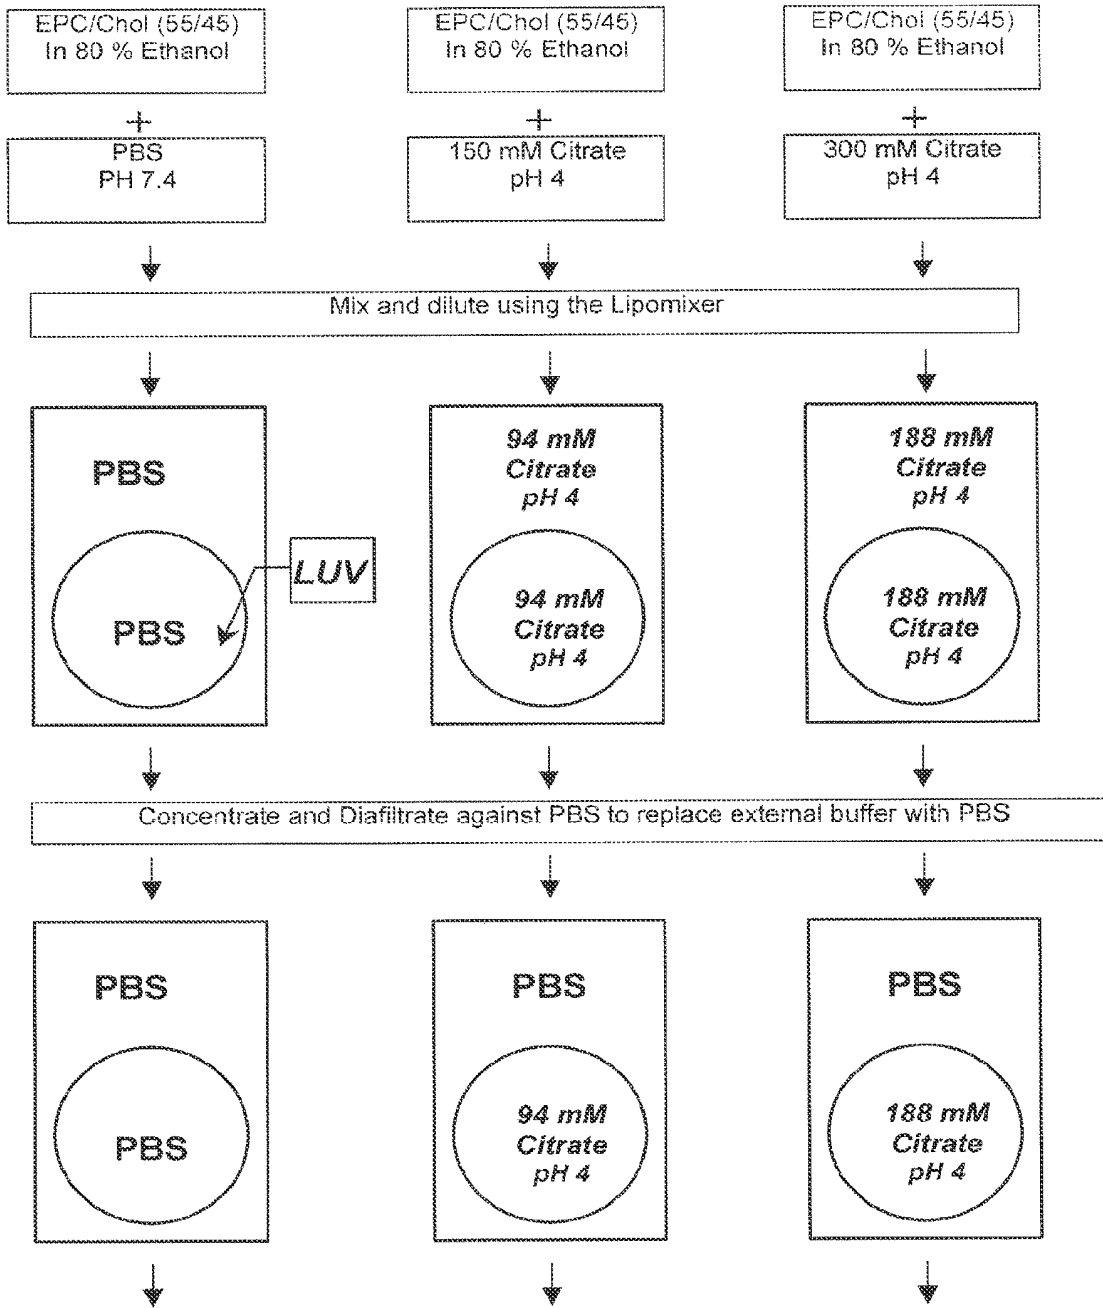 EPC/Chol (55/45)
In 80 % Ethanol
+
PBS
PH 7.4
EPC/Chol (55/45)
In 80 % Ethanol
+
150 mM Citrate
pH 4
EPC/Chol (55/45)
In 80 % Ethanol
+
300 mM Citrate
pH 4
Mix and dilute using the Lipomixer
PBS
PBS
LUV
94 mM
Citrate
pH 4
94 mM
Citrate
pH 4
188 mM
Citrate
pH 4
188 mM
Citrate
pH 4
Concentrate and Diafiltrate against PBS to replace external buffer with PBS
PBS
PBS
PBS
94 mM
Citrate
pH 4
PBS
188 mM
Citrate
pH 4